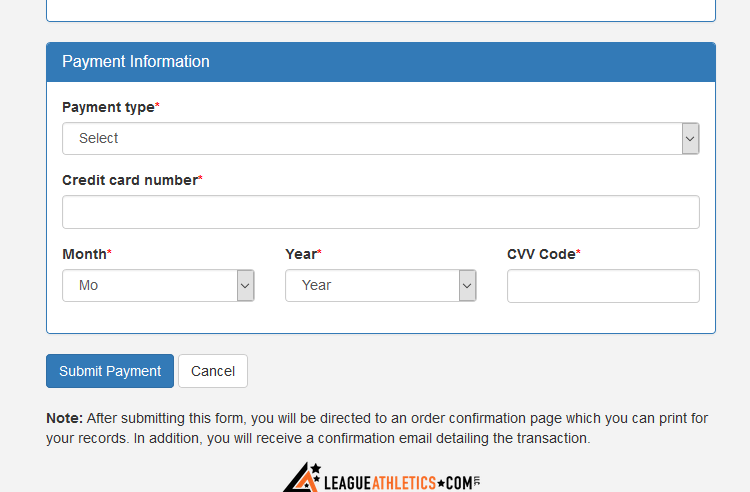 Payment Information
Payment type*
Select
Credit card number*
Month* Year* CVV Code*
Mo Year
Submit Payment Cancel
Note: After submitting this form, you will be directed to an order confirmation page which you can print for
your records. In addition, you will receive a confirmation email detailing the transaction.
LEAGUEATHLETICS★COM